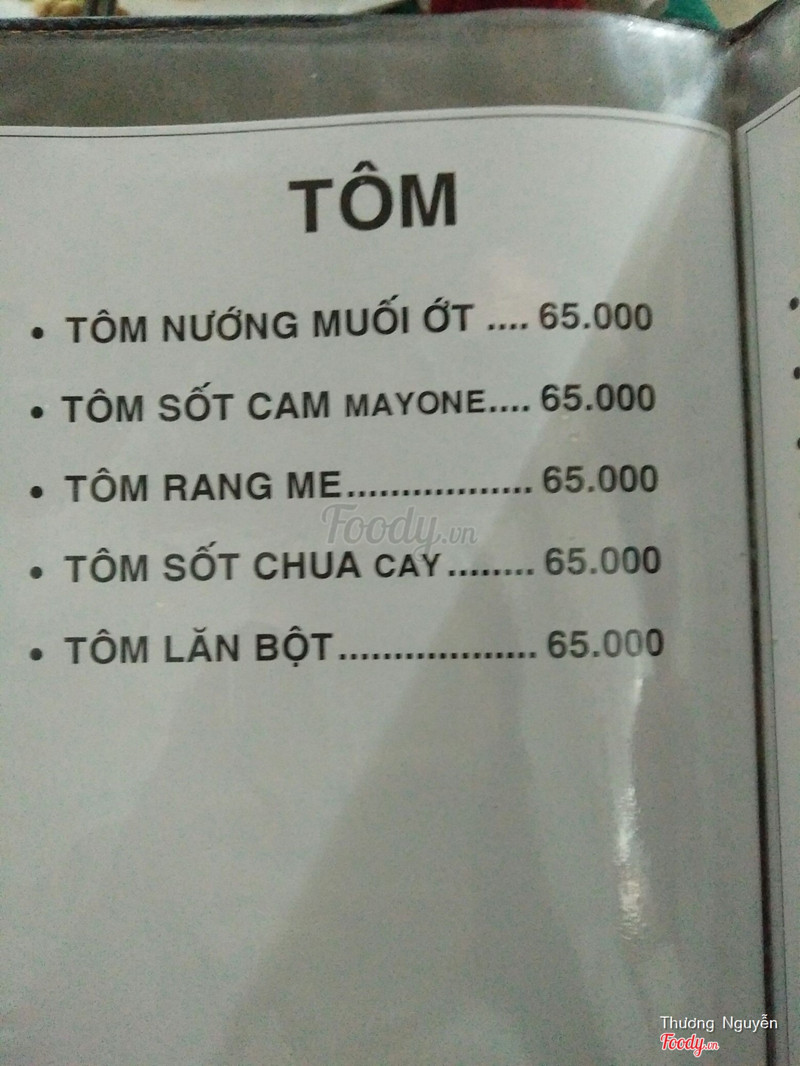 TÔM
• TÔM NƯỚNG MUỐI ỚT .... 65.000
• TÔM SỐT CAM MAYONE.... 65.000
• TÔM RANG ME................. 65.000
Foody.vn
• TÔM SỐT CHUA CAY........ 65.000
• TÔM LĂN BỘT.................. 65.000
Thương Nguyễn
Foody.vn